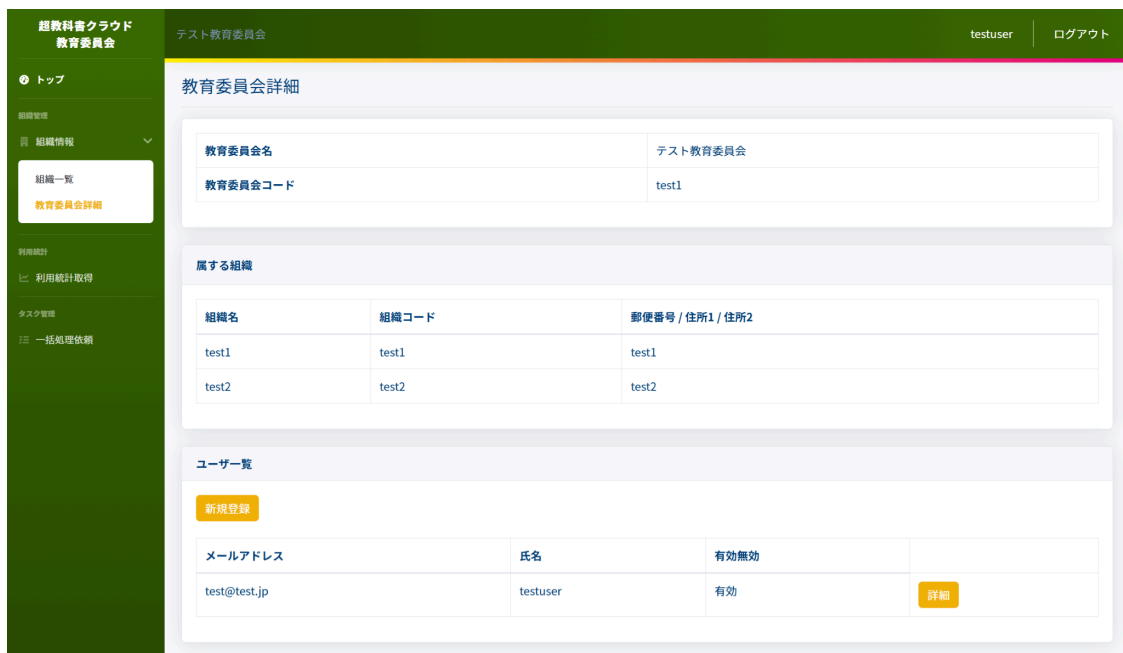 超教科書クラウド
教育委員会
テスト教育委員会
testuser
ログアウト
トップ
組織管理
組織情報
組織一覧
教育委員会詳細
利用統計
利用統計取得
タスク管理
一括処理依頼
教育委員会詳細
教育委員会名 テスト教育委員会
教育委員会コード test1
属する組織
組織名 組織コード 郵便番号 / 住所1 / 住所2
test1 test1 test1
test2 test2 test2
ユーザ一覧
新規登録
メールアドレス 氏名 有効無効
test@test.jp testuser 有効 詳細